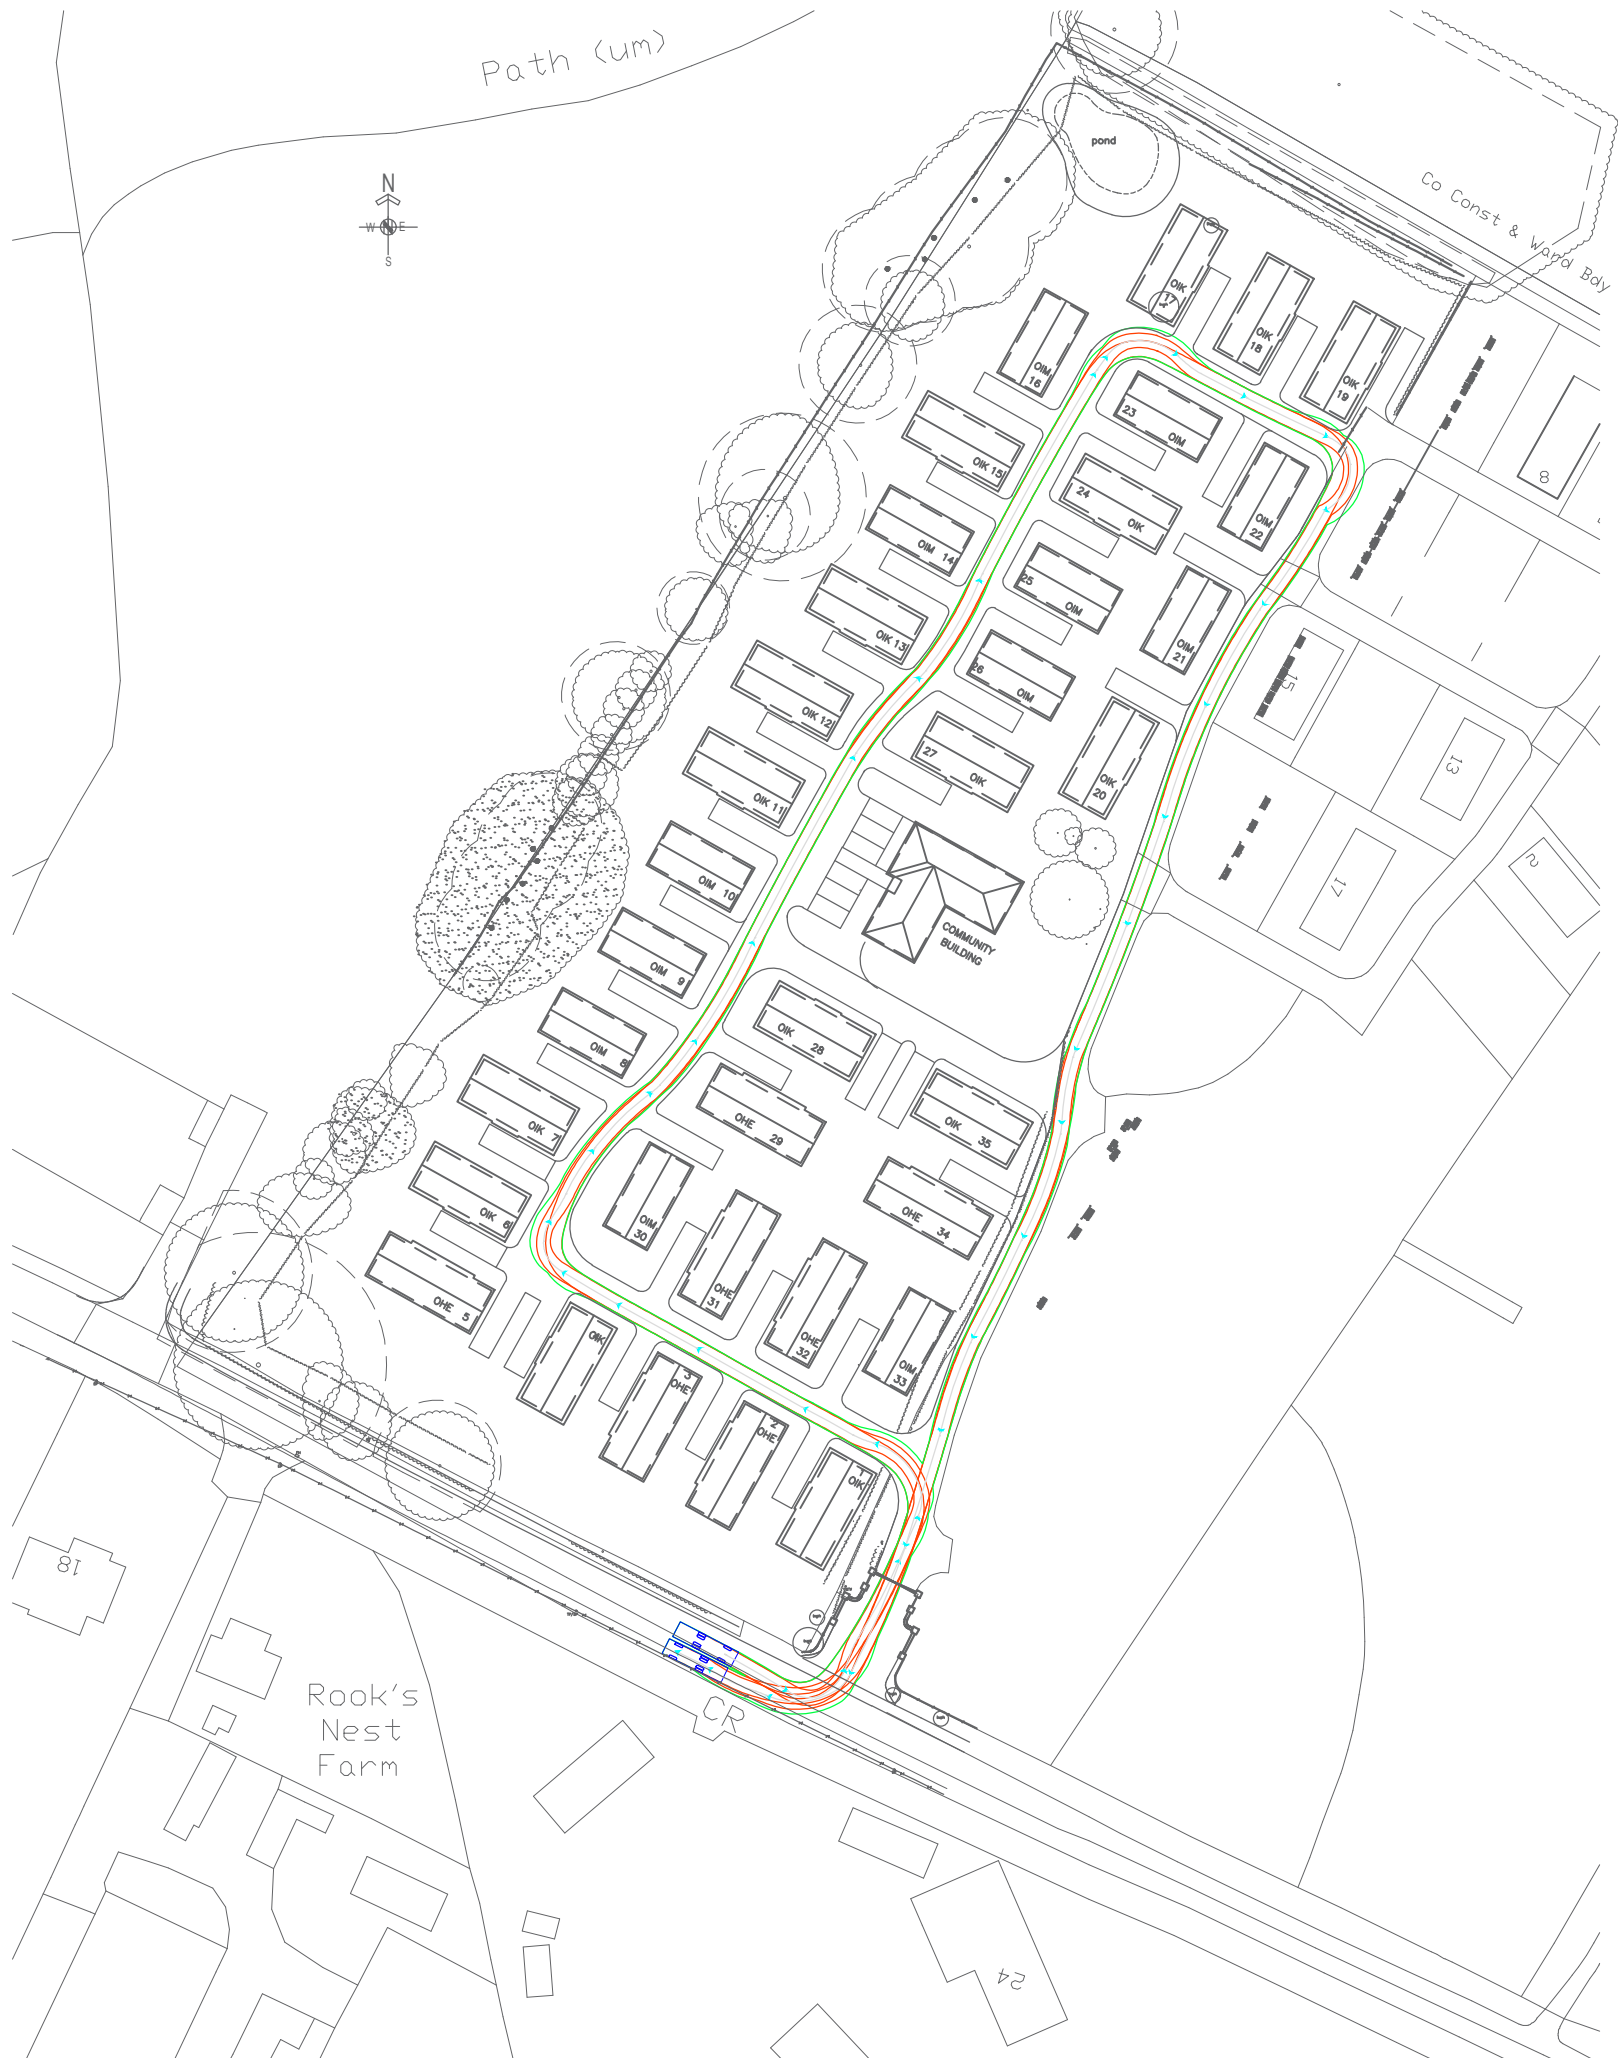 Path (um)
pond
Co Const & Ward Bdy
N
W E
S
OIK
17
OIK
18
OIK
19
OIM
16
23
OIM
OIK 15
24
OIK
OIM
22
OIM 14
25
OIM
OIK 13
OIM
21
26
OIM
OIK 12
27
OIK
OIK
20
OIK 11
OIM 10
COMMUNITY
BUILDING
OIM 9
OIK 28
OIM 8
OHE 29
OIK 35
OIK 7
OIM
30
OHE 34
OIK 6
OHE
31
OHE 5
OHE
32
OIM
33
OIK
3
OHE
2
OHE
1
OIK
8
15
13
17
2
18
CR
Rook's
Nest
Farm
24